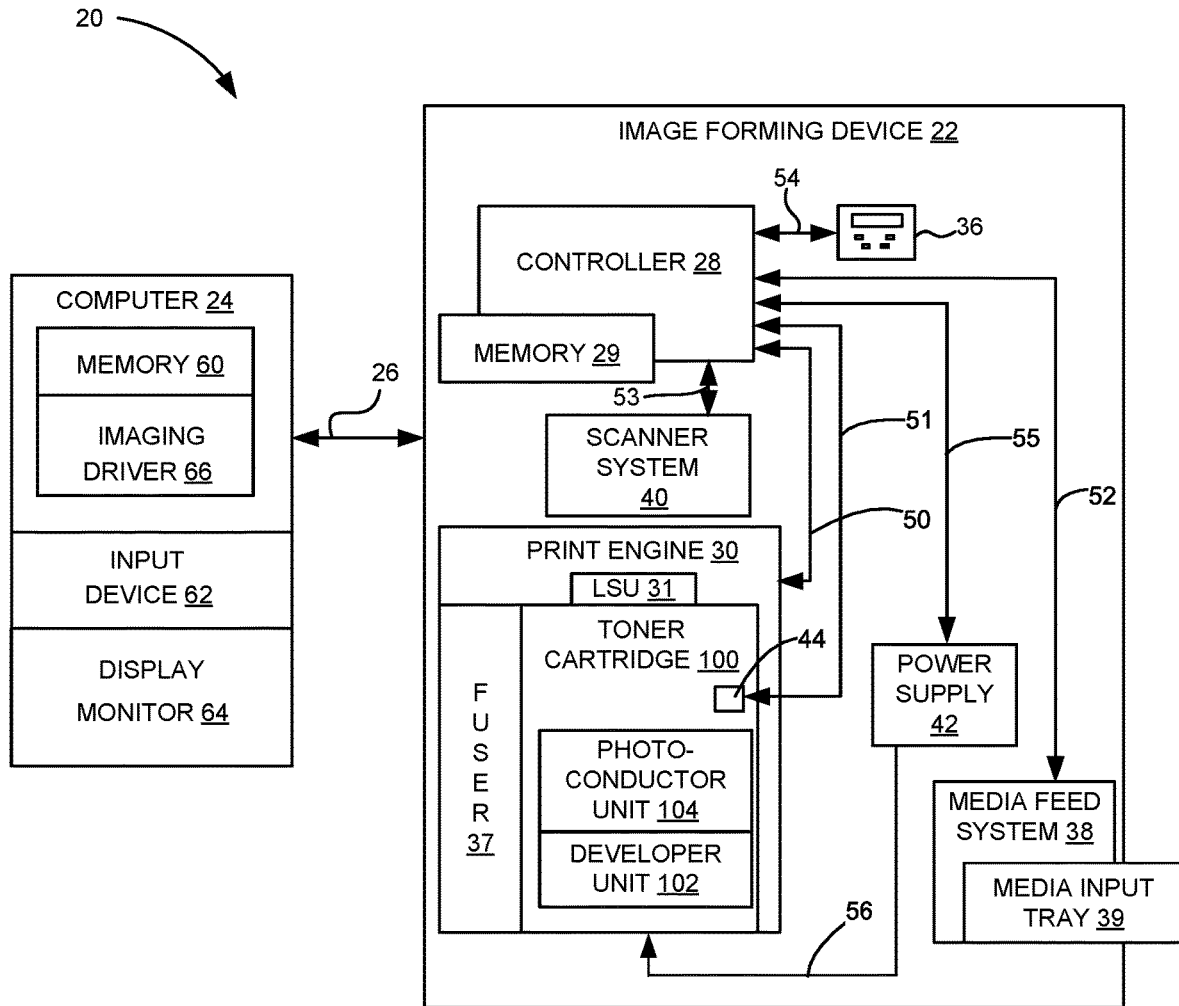 20
IMAGE FORMING DEVICE 22
54
36
CONTROLLER 28
MEMORY 29
53
COMPUTER 24
MEMORY 60
IMAGING
DRIVER 66
26
INPUT
DEVICE 62
DISPLAY
MONITOR 64
SCANNER
SYSTEM
40
51
55
52
50
PRINT ENGINE 30
LSU 31
TONER
CARTRIDGE 100
44
F
U
S
E
R
37
PHOTO-
CONDUCTOR
UNIT 104
DEVELOPER
UNIT 102
POWER
SUPPLY
42
MEDIA FEED
SYSTEM 38
MEDIA INPUT
TRAY 39
56